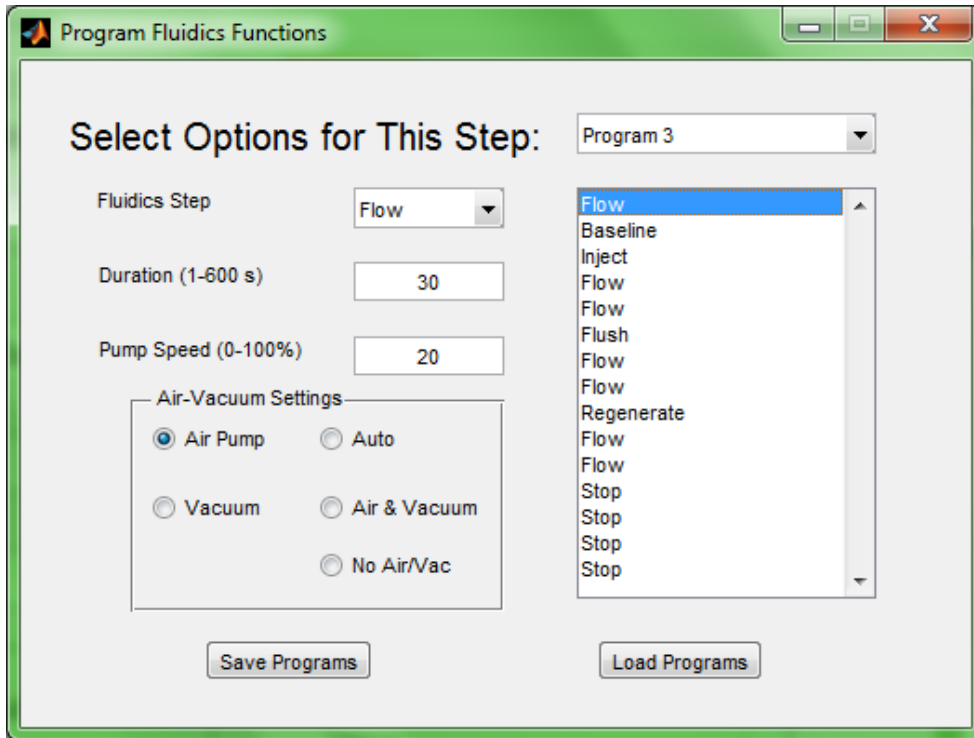 Program Fluidics Functions
Select Options for This Step:
Program 3
Fluidics Step
Flow
Duration (1-600 s)
30
Pump Speed (0-100%)
20
Air-Vacuum Settings
Air Pump
Auto
Vacuum
Air & Vacuum
No Air/Vac
Flow
Baseline
Inject
Flow
Flow
Flush
Flow
Flow
Regenerate
Flow
Flow
Stop
Stop
Stop
Stop
Save Programs
Load Programs